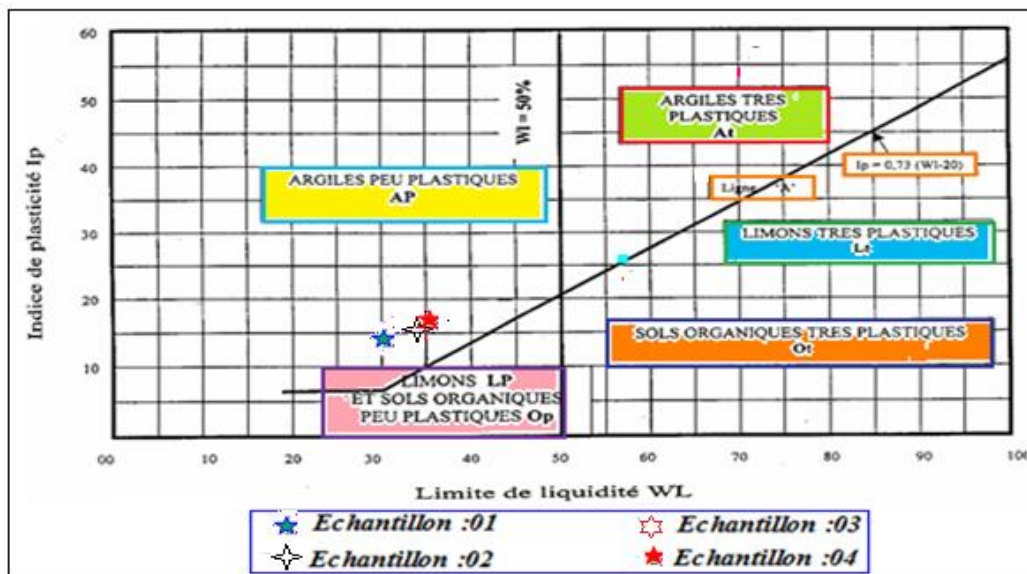 60
50
40
30
20
10
Indice de plasticité Ip
Wl = 50%
ARGILES TRES
PLASTIQUES
At
Ip = 0,73 (WI-20)
ARGILES PEU PLASTIQUES
AP
Ligne 'A'
LIMONS TRES PLASTIQUES
Lt
SOLS ORGANIQUES TRES PLASTIQUES
Ot
LIMONS LP
ET SOLS ORGANIQUES
PEU PLASTIQUES Op
00 10 20 30 40 50 60 70 80 90 100
Limite de liquidité WL
Echantillon :01
Echantillon :03
Echantillon :02
Echantillon :04